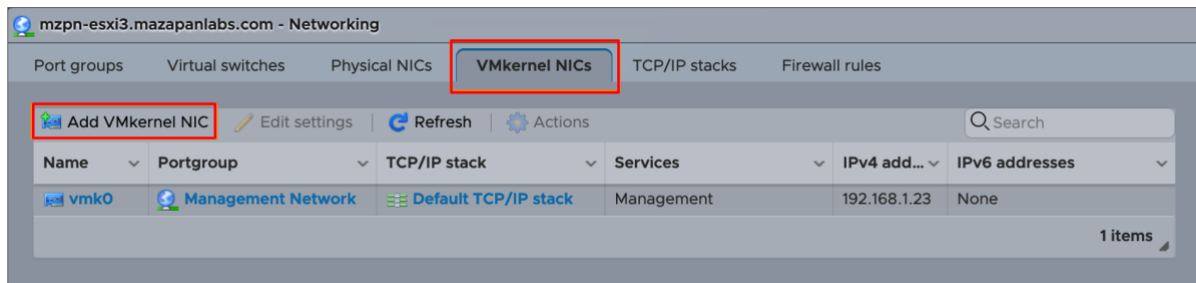 mzpn-esxi3.mazapanlabs.com - Networking
Port groups Virtual switches Physical NICs VMkernel NICs TCP/IP stacks Firewall rules
Add VMkernel NIC Edit settings Refresh Actions Search
Name Portgroup TCP/IP stack Services IPv4 add... IPv6 addresses
vmk0 Management Network Default TCP/IP stack Management 192.168.1.23 None
1 items